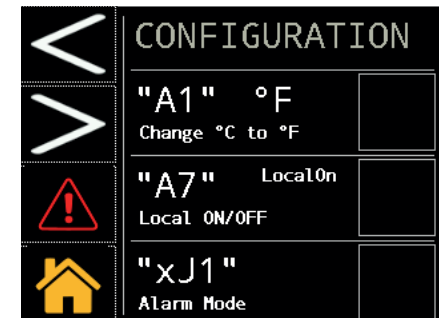 CONFIGURATION
"A1" °F
Change °C to °F
"A7" LocalOn
Local ON/OFF
"xJ1"
Alarm Mode